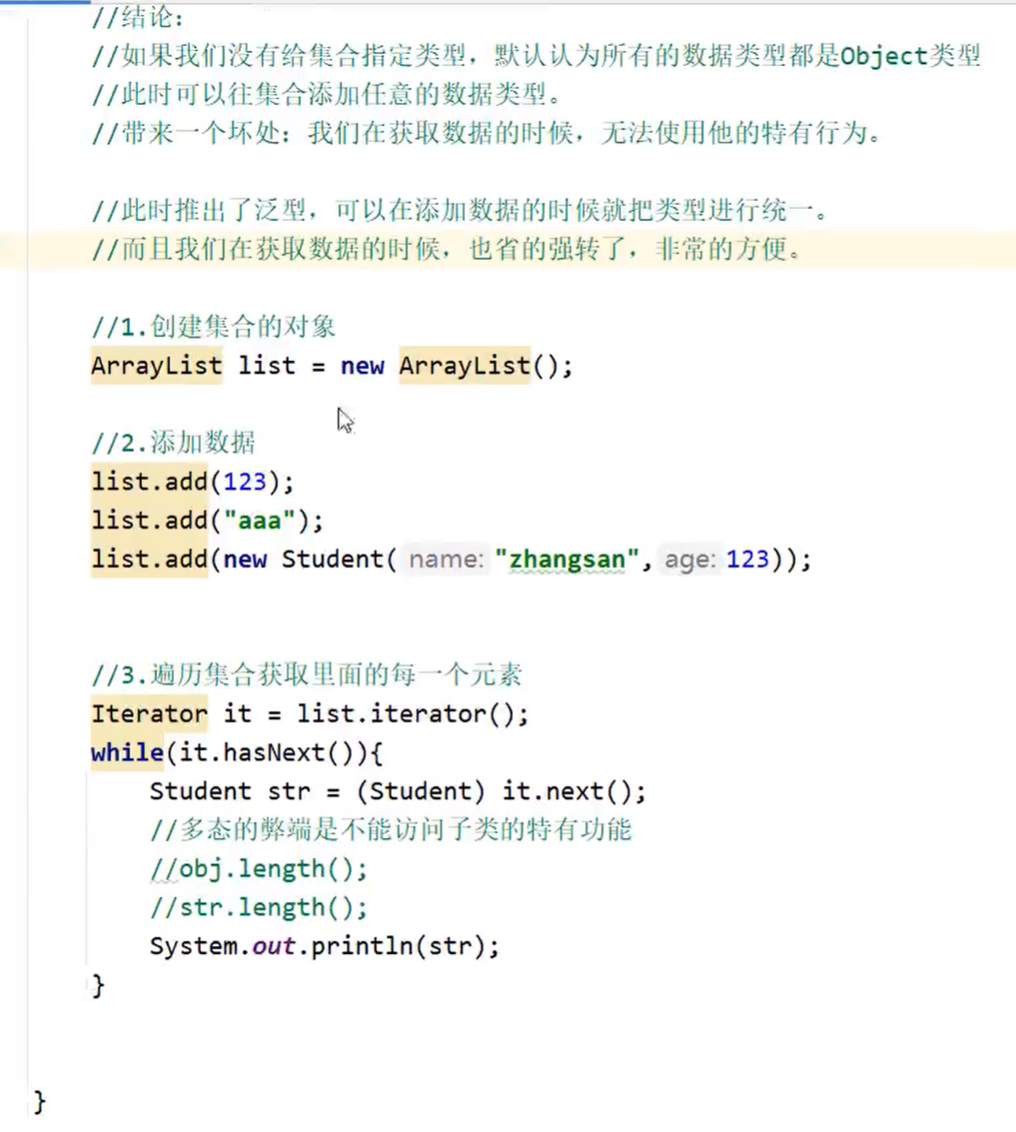 //结论：
//如果我们没有给集合指定类型，默认认为所有的数据类型都是Object类型
//此时可以往集合添加任意的数据类型。
//带来一个坏处：我们在获取数据的时候，无法使用他的特有行为。
//此时推出了泛型，可以在添加数据的时候就把类型进行统一。
//而且我们在获取数据的时候，也省的强转了，非常的方便。
//1.创建集合的对象
ArrayList list = new ArrayList();
//2.添加数据
list.add(123);
list.add("aaa");
list.add(new Student( name: "zhangsan", age: 123));
//3.遍历集合获取里面的每一个元素
Iterator it = list.iterator();
while(it.hasNext()){
Student str = (Student) it.next();
//多态的弊端是不能访问子类的特有功能
//obj.length();
//str.length();
System.out.println(str);
}
}